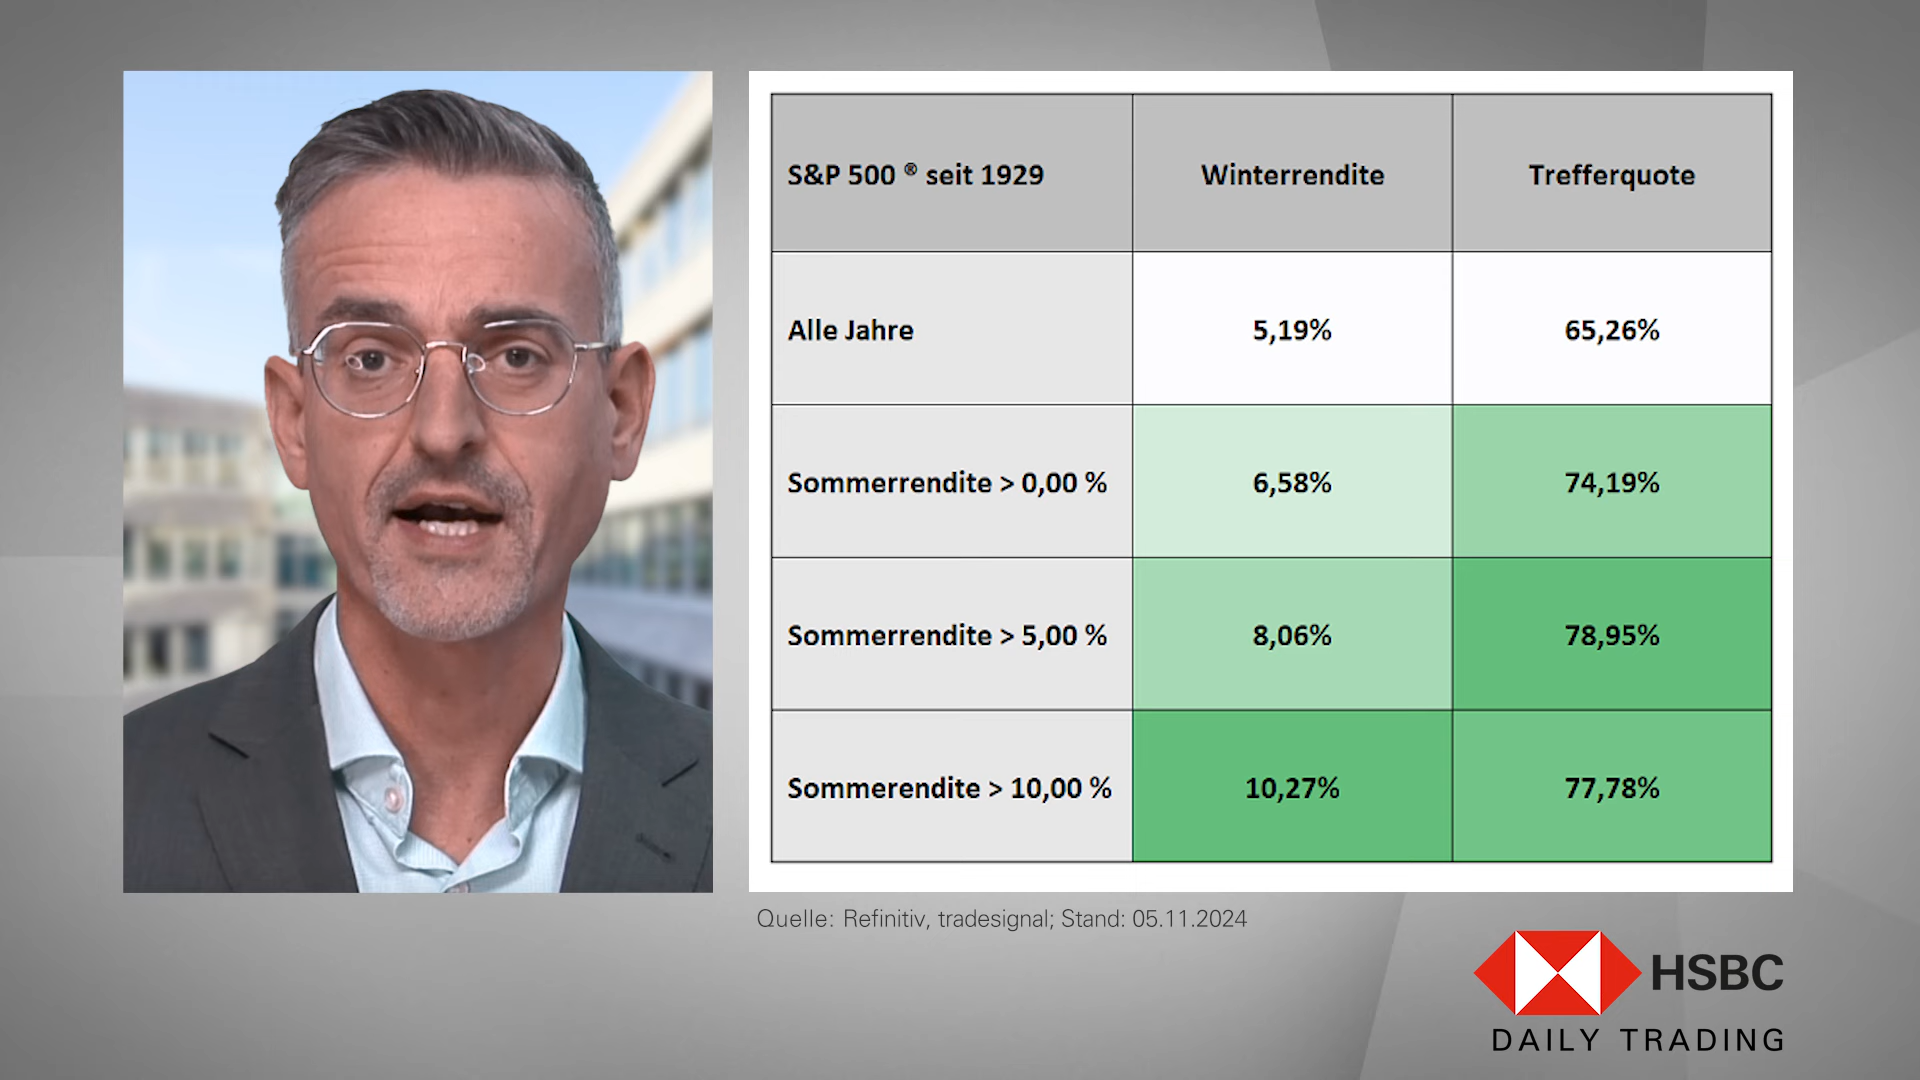 S&P 500 ® seit 1929 Winterrendite Trefferquote
Alle Jahre 5,19% 65,26%
Sommerrendite > 0,00 % 6,58% 74,19%
Sommerrendite > 5,00 % 8,06% 78,95%
Sommerendite > 10,00 % 10,27% 77,78%
Quelle: Refinitiv, tradesignal; Stand: 05.11.2024
HSBC
DAILY TRADING